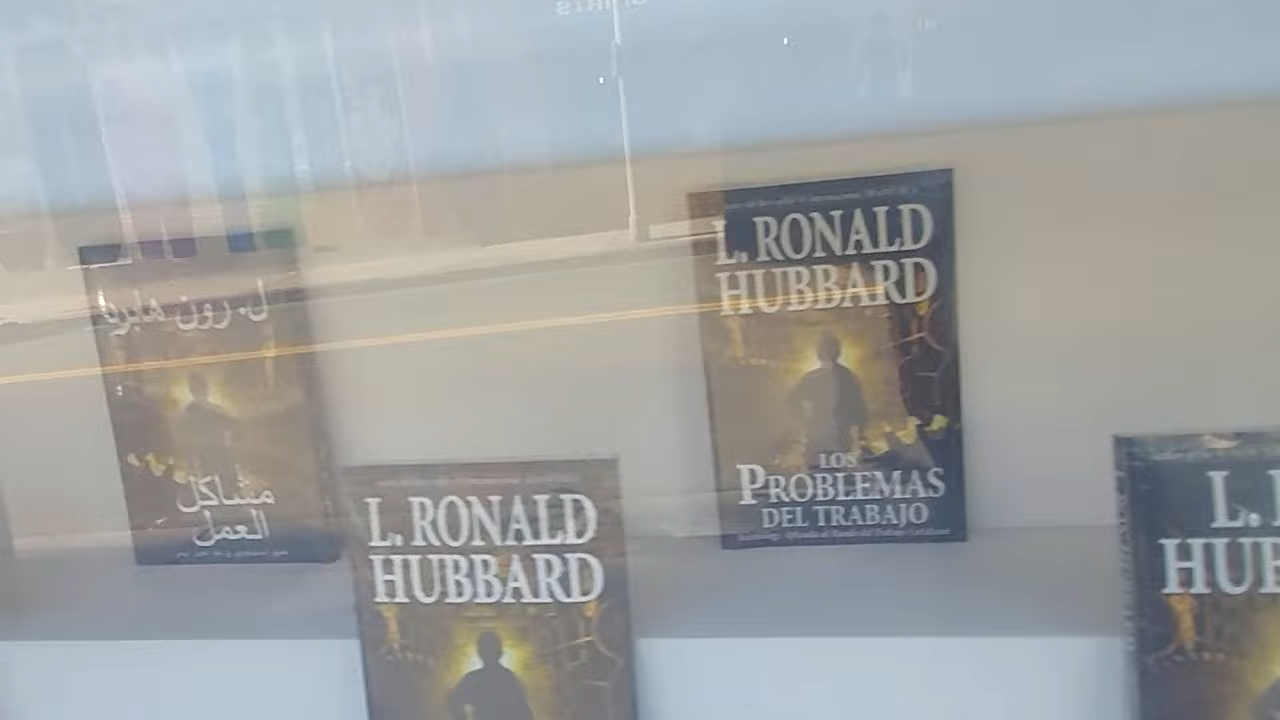 ل. رون هابرد
مشاكل
العمل
L. RONALD
HUBBARD
L. RONALD
HUBBARD
LOS
PROBLEMAS
DEL TRABAJO
L.